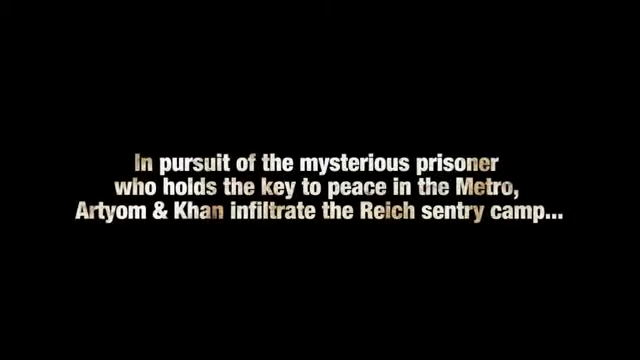 In pursuit of the mysterious prisoner
who holds the key to peace in the Metro,
Artyom & Khan infiltrate the Reich sentry camp...